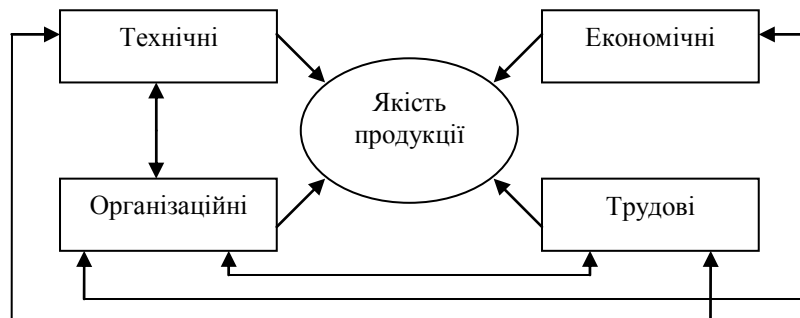 Технічні
Економічні
Якість
продукції
Організаційні
Трудові